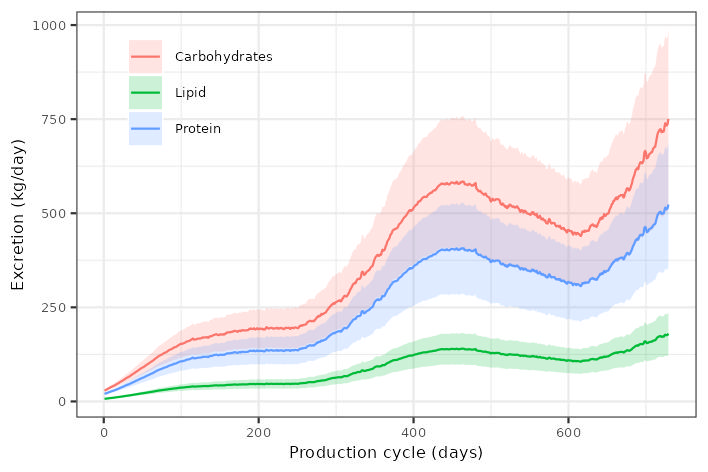 1000
750
500
250
0
Excretion (kg/day)
Carbohydrates
Lipid
Protein
0 200 400 600
Production cycle (days)